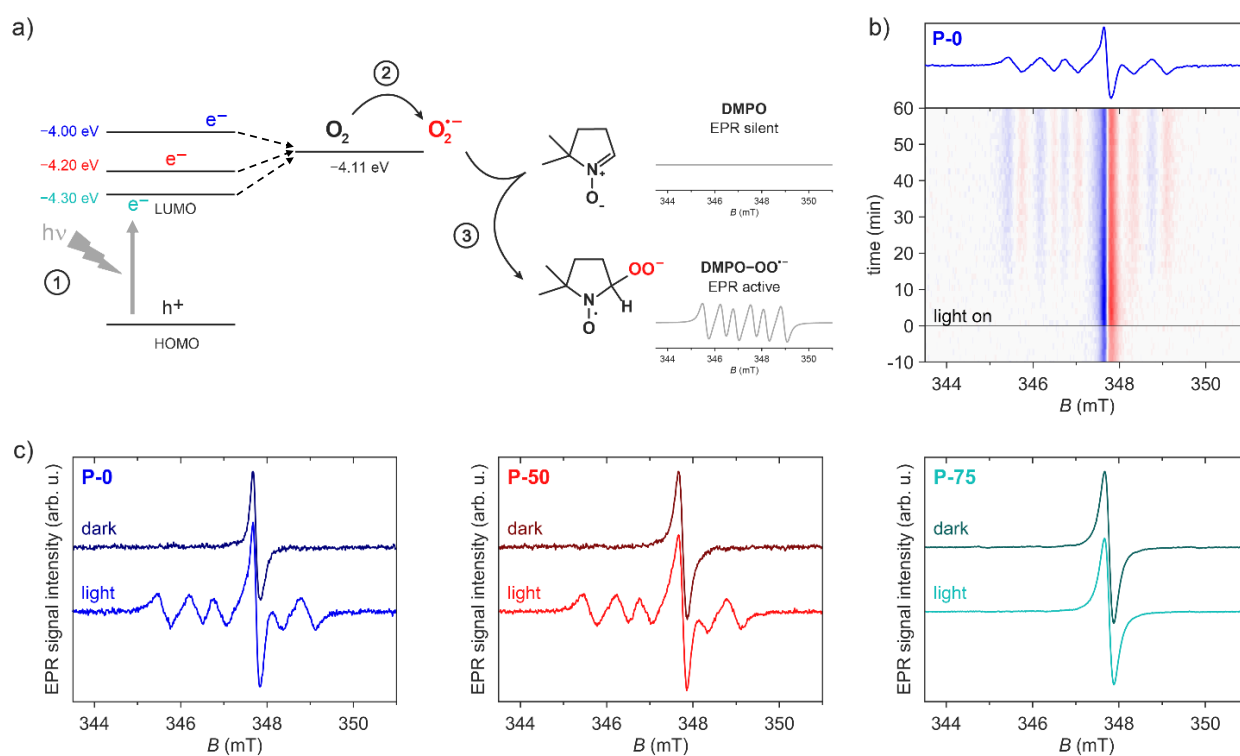 a)
①
②
③
−4.00 eV
−4.20 eV
−4.30 eV
e⁻
e⁻
e⁻
LUMO
hν
h⁺
HOMO
O₂
O₂•⁻
−4.11 eV
N⁺
O⁻
DMPO
EPR silent
344 346 348 350
B (mT)
OO⁻
H
N
O•
DMPO−OO•⁻
EPR active
344 346 348 350
B (mT)
b)
P-0
60
50
40
30
20
10
0
-10
time (min)
light on
344 346 348 350
B (mT)
c)
EPR signal intensity (arb. u.)
P-0
dark
light
344 346 348 350
B (mT)
EPR signal intensity (arb. u.)
P-50
dark
light
344 346 348 350
B (mT)
EPR signal intensity (arb. u.)
P-75
dark
light
344 346 348 350
B (mT)